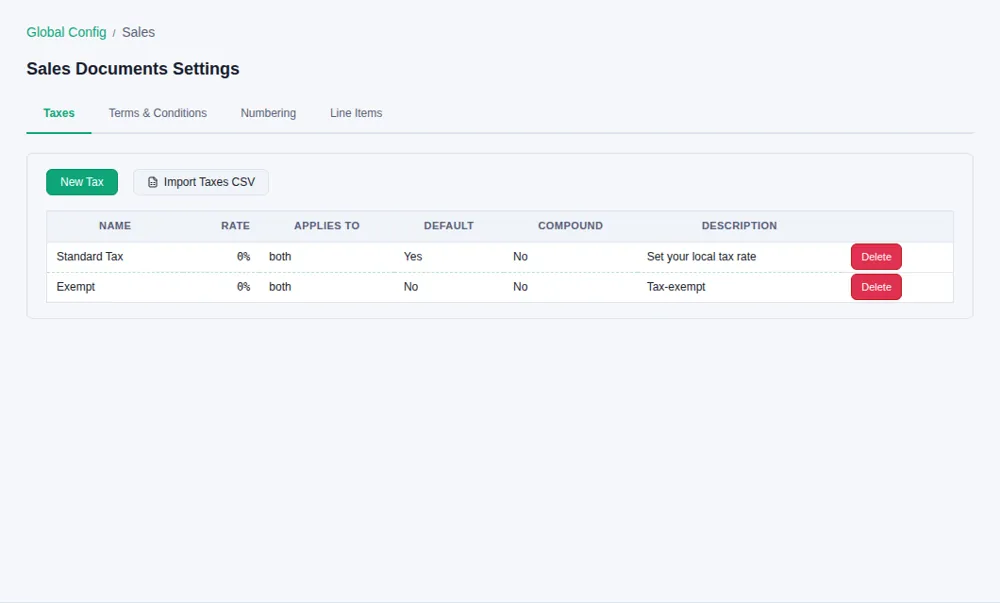 Global Config / Sales
Sales Documents Settings
Taxes Terms & Conditions Numbering Line Items
New Tax Import Taxes CSV
NAME RATE APPLIES TO DEFAULT COMPOUND DESCRIPTION
Standard Tax 0% both Yes No Set your local tax rate Delete
Exempt 0% both No No Tax-exempt Delete